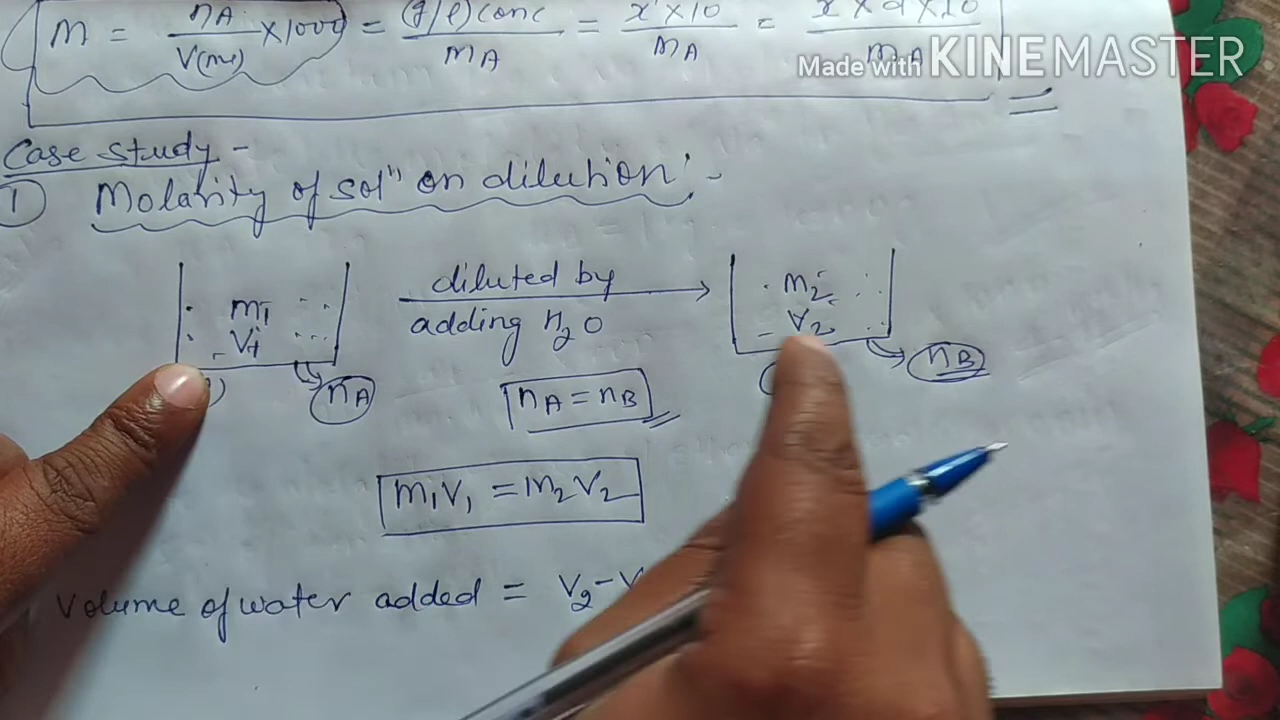 M = nA/V(ml) ×1000 = (g/l) conc/MA = x' × 10/MA = x × d × 10/MA
Made with KINEMASTER
Case study -
1) Molarity of solⁿ on dilution :-
diluted by
adding H2O
M1
V1
M2
V2
nA
nB
nA = nB
M1V1 = M2V2
Volume of water added = V2 - V